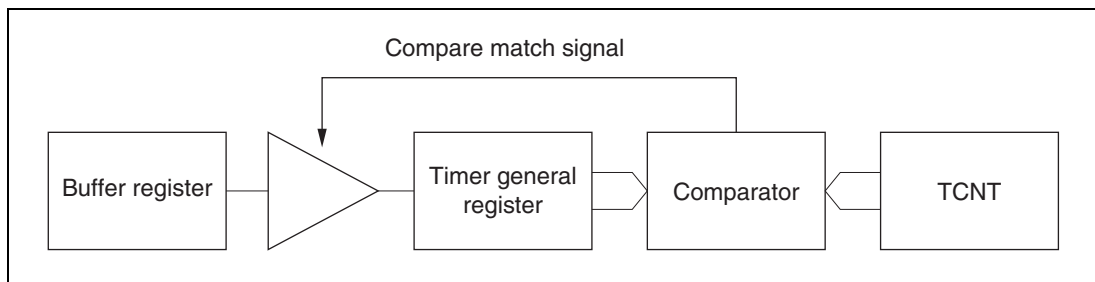 Compare match signal
Buffer register
Timer general
register
Comparator
TCNT